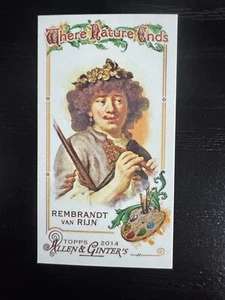 Where Nature Ends
REMBRANDT
VAN RIJN
TOPPS 2014
ALLEN & GINTER'S